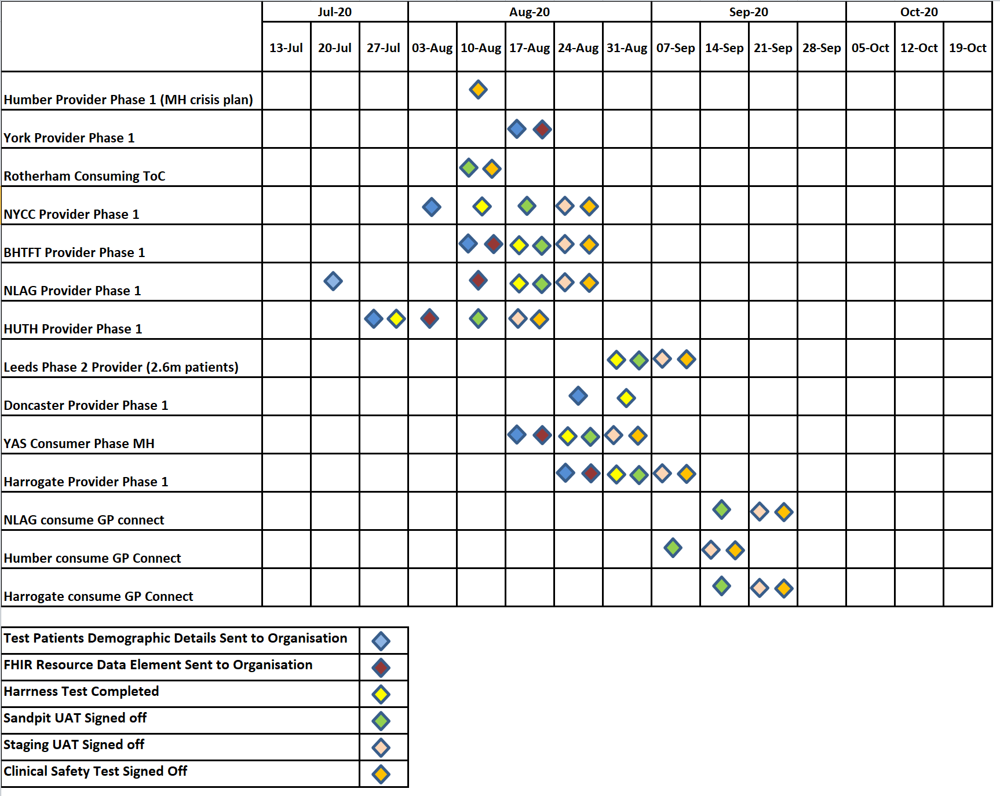 Jul-20 Aug-20 Sep-20 Oct-20
13-Jul 20-Jul 27-Jul 03-Aug 10-Aug 17-Aug 24-Aug 31-Aug 07-Sep 14-Sep 21-Sep 28-Sep 05-Oct 12-Oct 19-Oct
Humber Provider Phase 1 (MH crisis plan)
York Provider Phase 1
Rotherham Consuming ToC
NYCC Provider Phase 1
BHTFT Provider Phase 1
NLAG Provider Phase 1
HUTH Provider Phase 1
Leeds Phase 2 Provider (2.6m patients)
Doncaster Provider Phase 1
YAS Consumer Phase MH
Harrogate Provider Phase 1
NLAG consume GP connect
Humber consume GP Connect
Harrogate consume GP Connect
Test Patients Demographic Details Sent to Organisation
FHIR Resource Data Element Sent to Organisation
Harrness Test Completed
Sandpit UAT Signed off
Staging UAT Signed off
Clinical Safety Test Signed Off